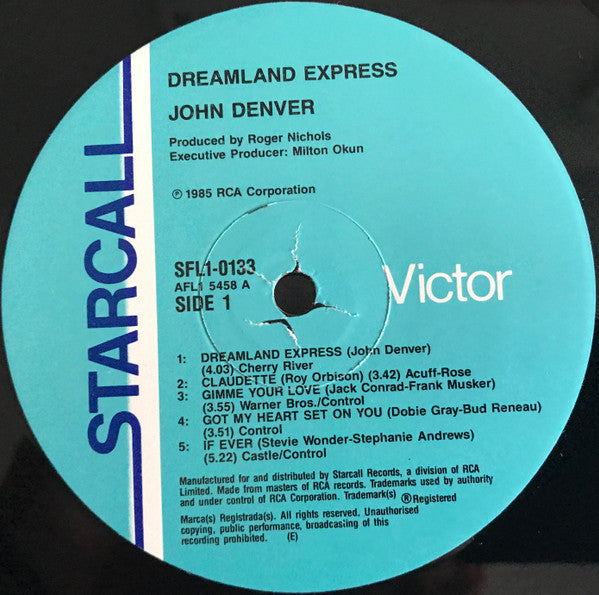 STARCALL
DREAMLAND EXPRESS
JOHN DENVER
Produced by Roger Nichols
Executive Producer: Milton Okun
℗ 1985 RCA Corporation
SFL1-0133
AFL1 5458 A
SIDE 1
Victor
1: DREAMLAND EXPRESS (John Denver)
(4.03) Cherry River
2: CLAUDETTE (Roy Orbison) (3.42) Acuff-Rose
3: GIMME YOUR LOVE (Jack Conrad-Frank Musker)
(3.55) Warner Bros./Control
4: GOT MY HEART SET ON YOU (Dobie Gray-Bud Reneau)
(3.51) Control
5: IF EVER (Stevie Wonder-Stephanie Andrews)
(5.22) Castle/Control
Manufactured for and distributed by Starcall Records, a division of RCA
Limited. Made from masters of RCA records. Trademarks used by authority
and under control of RCA Corporation. Trademark(s) ®Registered
Marca(s) Registrada(s). All rights reserved. Unauthorised
copying, public performance, broadcasting of this
recording prohibited. (E)